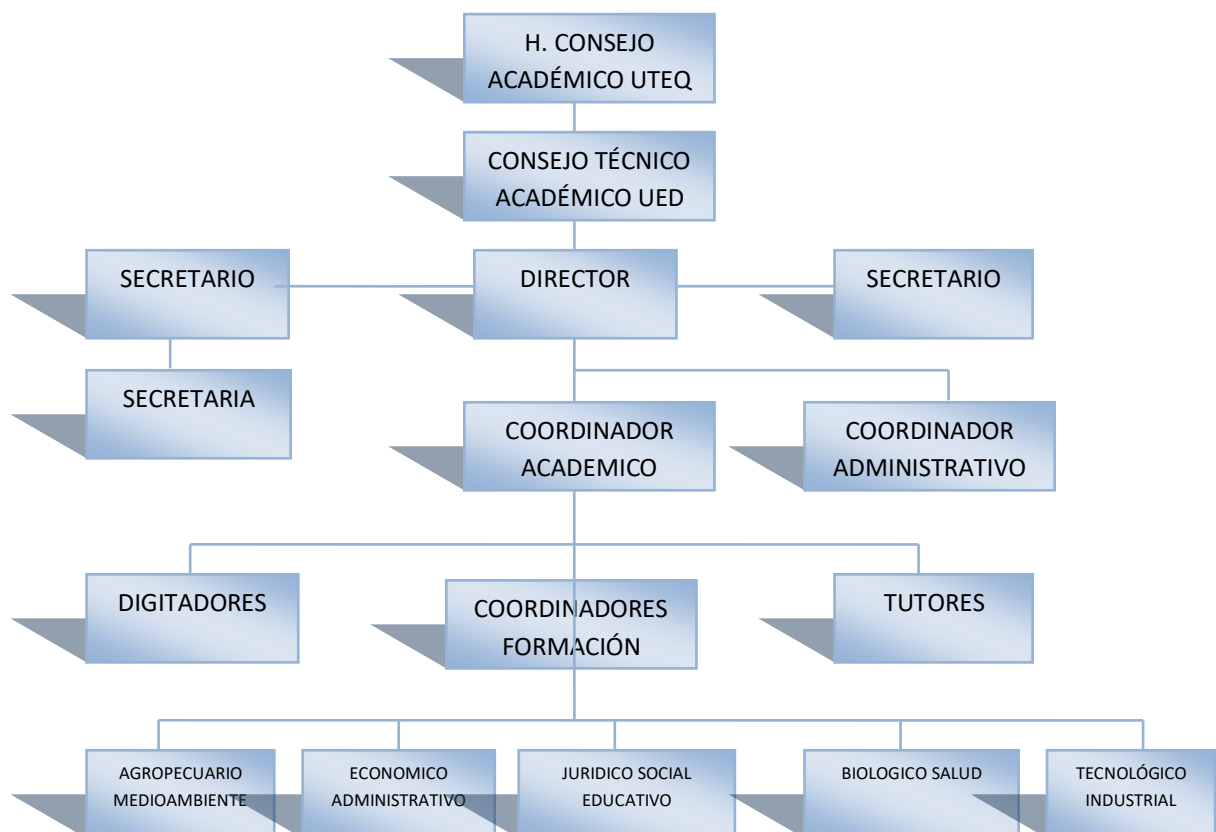 H. CONSEJO
ACADÉMICO UTEQ
CONSEJO TÉCNICO
ACADÉMICO UED
SECRETARIO
DIRECTOR
SECRETARIO
SECRETARIA
COORDINADOR
ACADEMICO
COORDINADOR
ADMINISTRATIVO
DIGITADORES
COORDINADORES
FORMACIÓN
TUTORES
AGROPECUARIO
MEDIOAMBIENTE
ECONOMICO
ADMINISTRATIVO
JURIDICO SOCIAL
EDUCATIVO
BIOLOGICO SALUD
TECNOLÓGICO
INDUSTRIAL